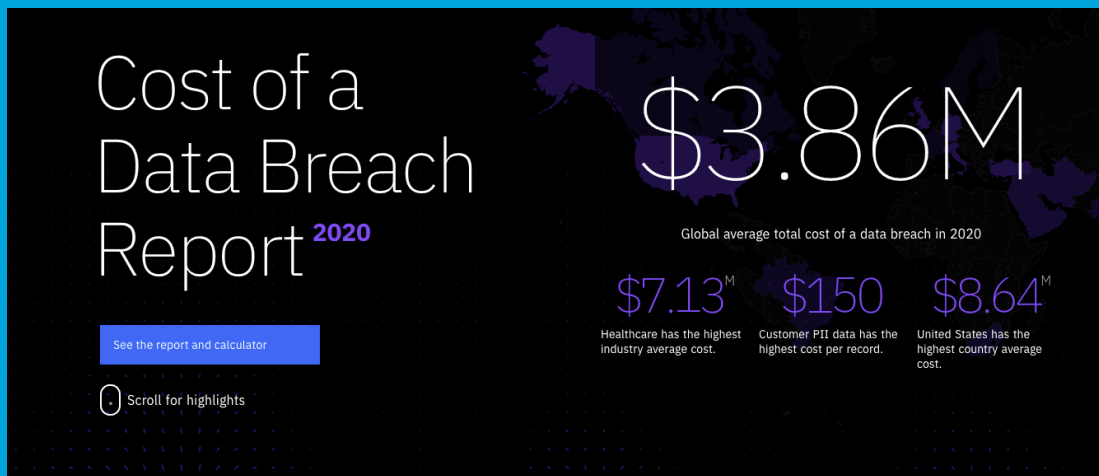 Cost of a
Data Breach
Report 2020
See the report and calculator
Scroll for highlights
$3.86M
Global average total cost of a data breach in 2020
$7.13M
Healthcare has the highest
industry average cost.
$150
Customer PII data has the
highest cost per record.
$8.64M
United States has the
highest country average
cost.